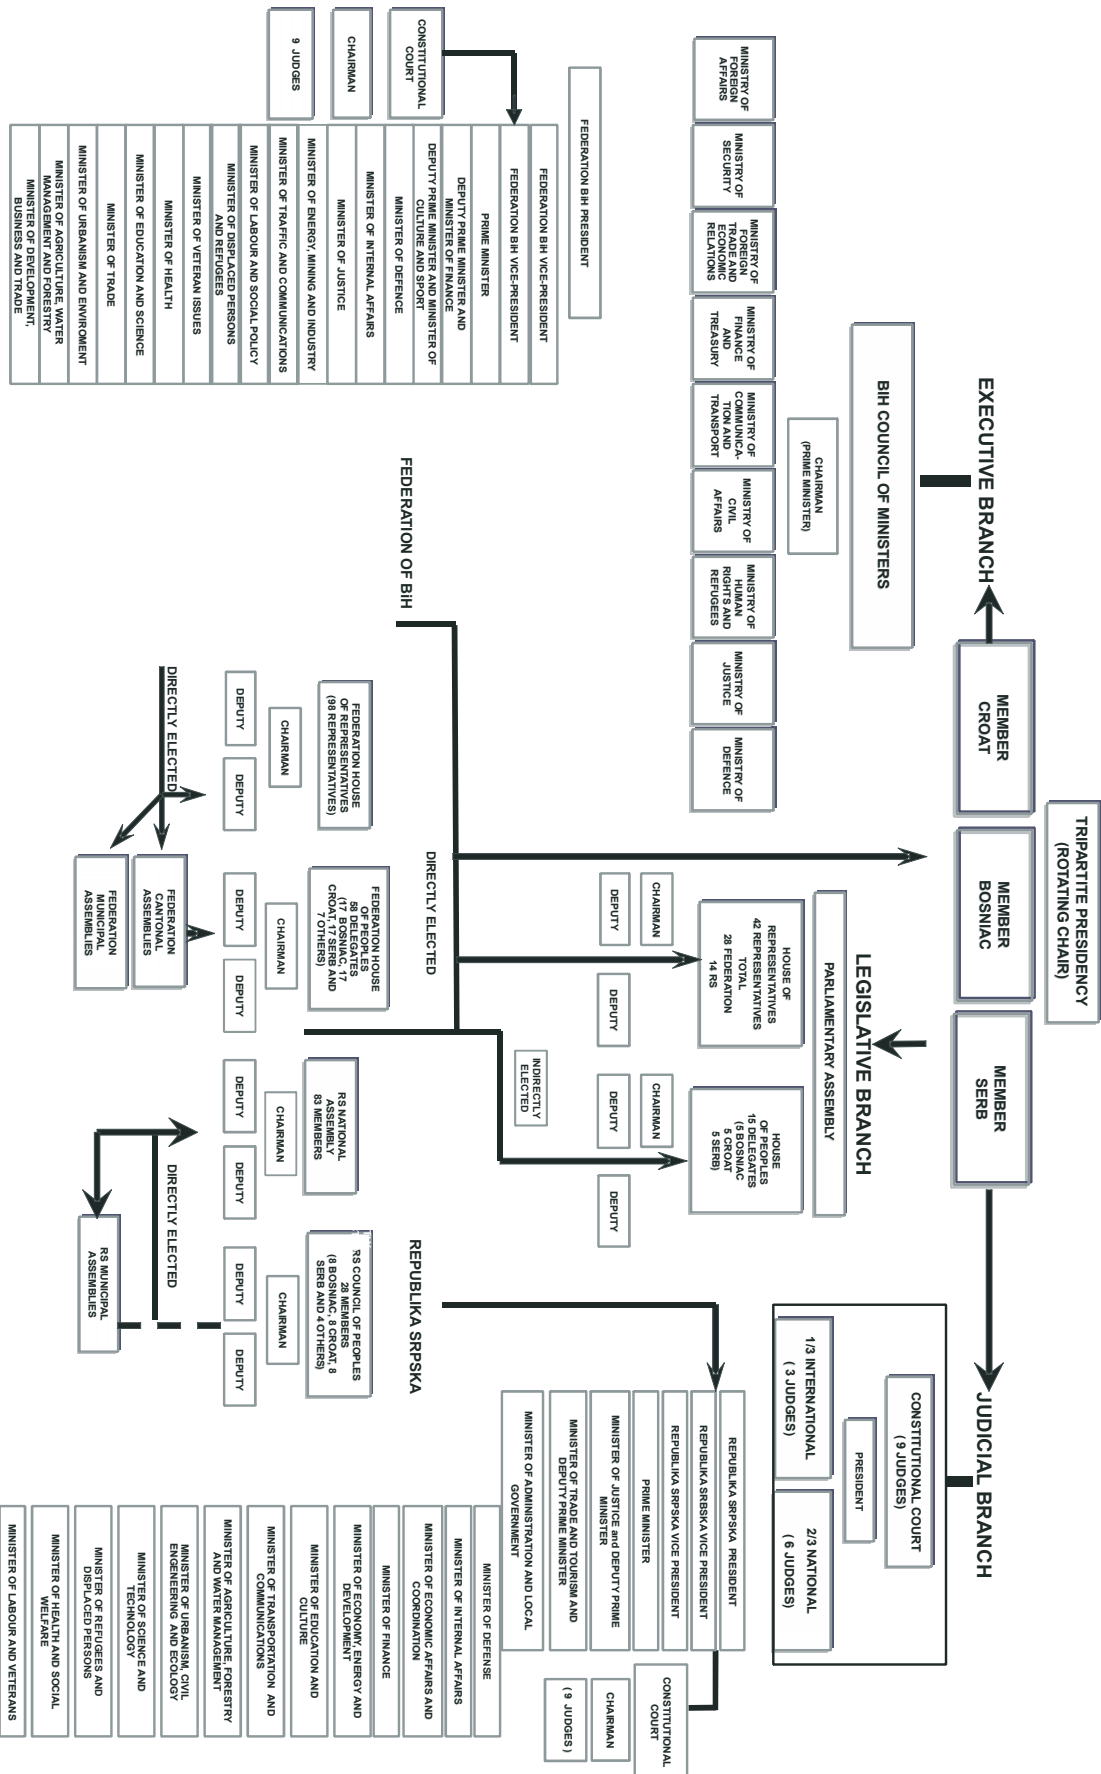 TRIPARTITE PRESIDENCY
(ROTATING CHAIR)
MEMBER
CROAT
MEMBER
BOSNIAC
MEMBER
SERB
EXECUTIVE BRANCH
LEGISLATIVE BRANCH
JUDICIAL BRANCH
BIH COUNCIL OF MINISTERS
CHAIRMAN
(PRIME MINISTER)
MINISTRY OF
FOREIGN
AFFAIRS
MINISTRY OF
SECURITY
MINISTRY OF
FOREIGN
TRADE AND
ECONOMIC
RELATIONS
MINISTRY OF
FINANCE
AND
TREASURY
MINISTRY OF
COMMUNICA-
TION AND
TRANSPORT
MINISTRY OF
CIVIL
AFFAIRS
MINISTRY OF
HUMAN
RIGHTS AND
REFUGEES
MINISTRY OF
JUSTICE
MINISTRY OF
DEFENCE
PARLIAMENTARY ASSEMBLY
HOUSE OF
REPRESENTATIVES
42 REPRESENTATIVES
TOTAL
28 FEDERATION
14 RS
CHAIRMAN
DEPUTY
DEPUTY
HOUSE
OF PEOPLES
15 DELEGATES
(5 BOSNIAC
5 CROAT
5 SERB)
CHAIRMAN
DEPUTY
DEPUTY
INDIRECTLY
ELECTED
CONSTITUTIONAL COURT
( 9 JUDGES)
PRESIDENT
1/3 INTERNATIONAL
( 3 JUDGES)
2/3 NATIONAL
( 6 JUDGES)
FEDERATION BIH PRESIDENT
CONSTITUTIONAL
COURT
CHAIRMAN
9 JUDGES
FEDERATION BIH VICE-PRESIDENT
FEDERATION BIH VICE-PRESIDENT
PRIME MINISTER
DEPUTY PRIME MINISTER AND
MINISTER OF FINANCE
DEPUTY PRIME MINISTER AND MINISTER OF
CULTURE AND SPORT
MINISTER OF DEFENCE
MINISTER OF INTERNAL AFFAIRS
MINISTER OF JUSTICE
MINISTER OF ENERGY, MINING AND INDUSTRY
MINISTER OF TRAFFIC AND COMMUNICATIONS
MINISTER OF LABOUR AND SOCIAL POLICY
MINISTER OF DISPLACED PERSONS
AND REFUGEES
MINISTER OF VETERAN ISSUES
MINISTER OF HEALTH
MINISTER OF EDUCATION AND SCIENCE
MINISTER OF TRADE
MINISTER OF URBANISM AND ENVIROMENT
MINISTER OF AGRICULTURE, WATER
MANAGEMENT AND FORESTRY
MINISTER OF DEVELOPMENT,
BUSINESS AND TRADE
FEDERATION OF BiH
DIRECTLY ELECTED
REPUBLIKA SRPSKA
FEDERATION HOUSE
OF REPRESENTATIVES
(98 REPRESENTATIVES)
CHAIRMAN
DEPUTY
DEPUTY
DIRECTLY ELECTED
FEDERATION HOUSE
OF PEOPLES
58 DELEGATES
(17 BOSNIAC, 17
CROAT, 17 SERB AND
7 OTHERS)
CHAIRMAN
DEPUTY
DEPUTY
FEDERATION
CANTONAL
ASSEMBLIES
FEDERATION
MUNICIPAL
ASSEMBLIES
RS NATIONAL
ASSEMBLY
83 MEMBERS
CHAIRMAN
DEPUTY
DEPUTY
DIRECTLY ELECTED
RS COUNCIL OF PEOPLES
28 MEMBERS
(8 BOSNIAC, 8 CROAT, 8
SERB AND 4 OTHERS)
CHAIRMAN
DEPUTY
DEPUTY
RS MUNICIPAL
ASSEMBLIES
REPUBLIKA SRPSKA PRESIDENT
REPUBLIKA SRBSKA VICE PRESIDENT
REPUBLIKA SRPSKA VICE PRESIDENT
PRIME MINISTER
MINISTER OF JUSTICE and DEPUTY PRIME
MINISTER
MINISTER OF TRADE AND TOURISM AND
DEPUTY PRIME MINISTER
MINISTER OF ADMINISTRATION AND LOCAL
GOVERNMENT
CONSTITUTIONAL
COURT
CHAIRMAN
( 9 JUDGES )
MINISTER OF DEFENSE
MINISTER OF INTERNAL AFFAIRS
MINISTER OF ECONOMIC AFFAIRS AND
COORDINATION
MINISTER OF FINANCE
MINISTER OF ECONOMY, ENERGY AND
DEVELOPMENT
MINISTER OF EDUCATION AND
CULTURE
MINISTER OF TRANSPORTATION AND
COMMUNICATIONS
MINISTER OF AGRICULTURE, FORESTRY
AND WATER MANAGEMENT
MINISTER OF URBANISM, CIVIL
ENGENEERING AND ECOLOGY
MINISTER OF SCIENCE AND
TECHNOLOGY
MINISTER OF REFUGEES AND
DISPLACED PERSONS
MINISTER OF HEALTH AND SOCIAL
WELFARE
MINISTER OF LABOUR AND VETERANS